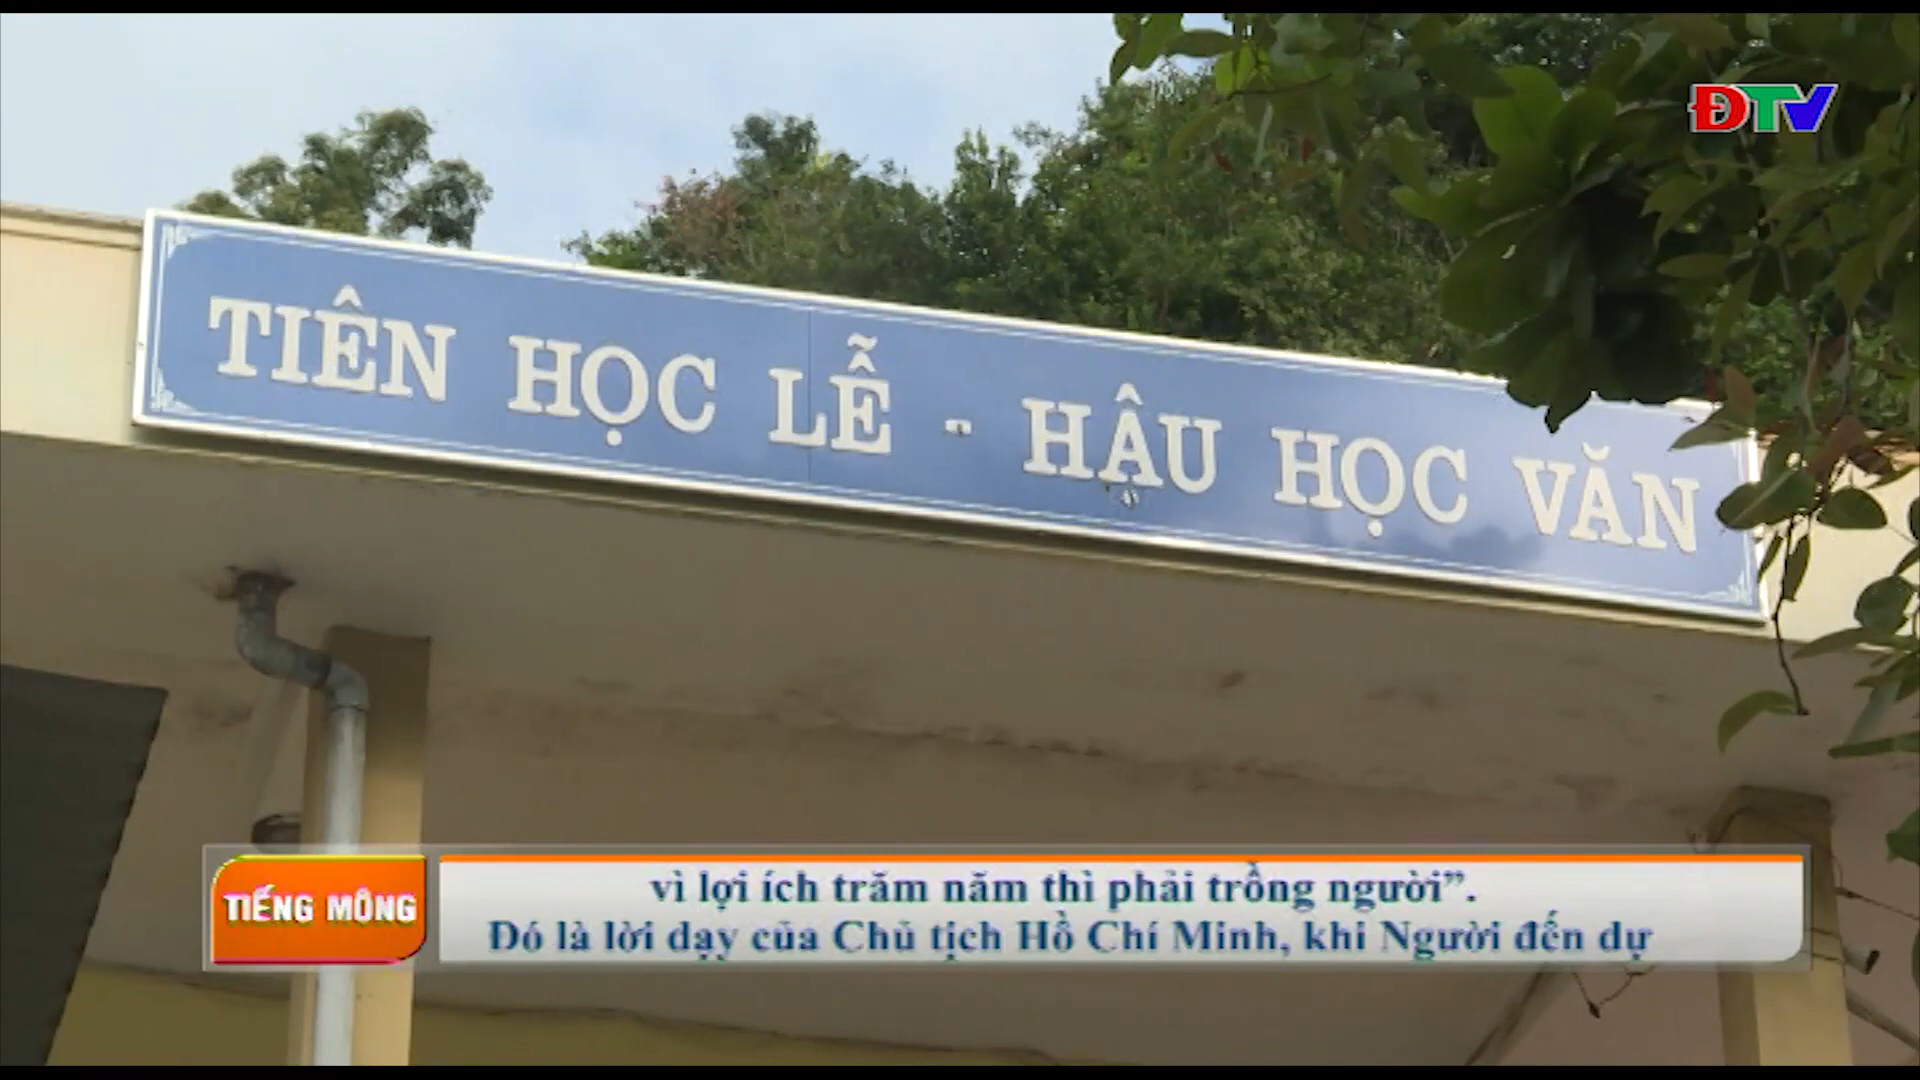 ĐTV
TIÊN HỌC LỄ - HẬU HỌC VĂN
TIẾNG MÔNG
vì lợi ích trăm năm thì phải trồng người”.
Đó là lời dạy của Chủ tịch Hồ Chí Minh, khi Người đến dự